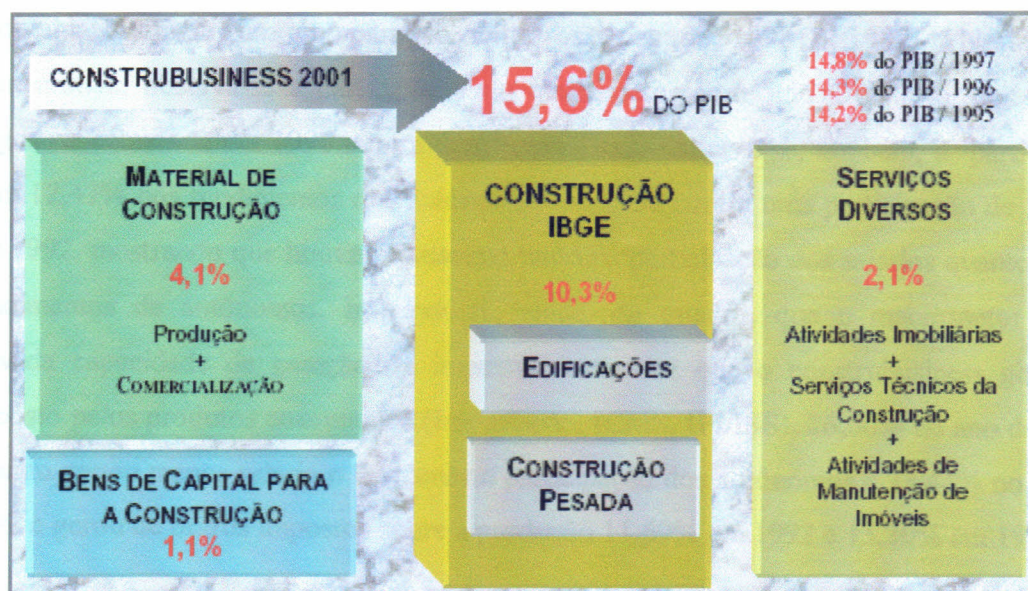 CONSTRUBUSINESS 2001
15,6% DO PIB
14,8% do PIB / 1997
14,3% do PIB / 1996
14,2% do PIB / 1995
MATERIAL DE
CONSTRUÇÃO
4,1%
Produção
+
COMERCIALIZAÇÃO
BENS DE CAPITAL PARA
A CONSTRUÇÃO
1,1%
CONSTRUÇÃO
IBGE
10,3%
EDIFICAÇÕES
CONSTRUÇÃO
PESADA
SERVIÇOS
DIVERSOS
2,1%
Atividades Imobiliárias
+
Serviços Técnicos da
Construção
+
Atividades de
Manutenção de
Imóveis